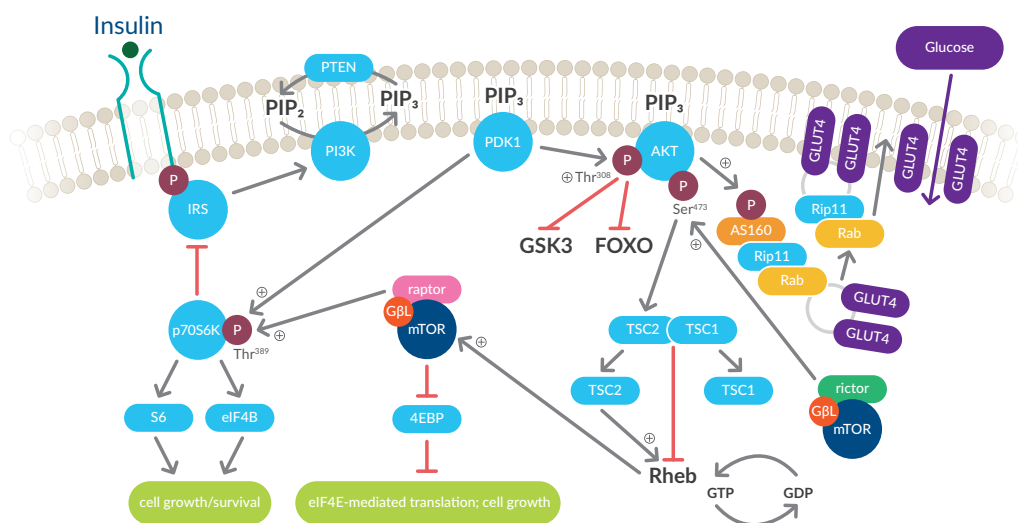 Insulin
Glucose
PTEN
PIP2
PIP3
PIP3
PIP3
PI3K
PDK1
P
AKT
GLUT4
GLUT4
GLUT4
GLUT4
P
IRS
⊕ Thr308
P
Ser473
⊕
P
AS160
Rip11
Rab
Rip11
Rab
GSK3
FOXO
⊕
GLUT4
GLUT4
⊕
raptor
GβL
mTOR
⊕
p70S6K
P
Thr389
⊕
TSC2
TSC1
TSC2
TSC1
rictor
GβL
mTOR
S6
eIF4B
4EBP
⊕
Rheb
GTP
GDP
cell growth/survival
eIF4E-mediated translation; cell growth